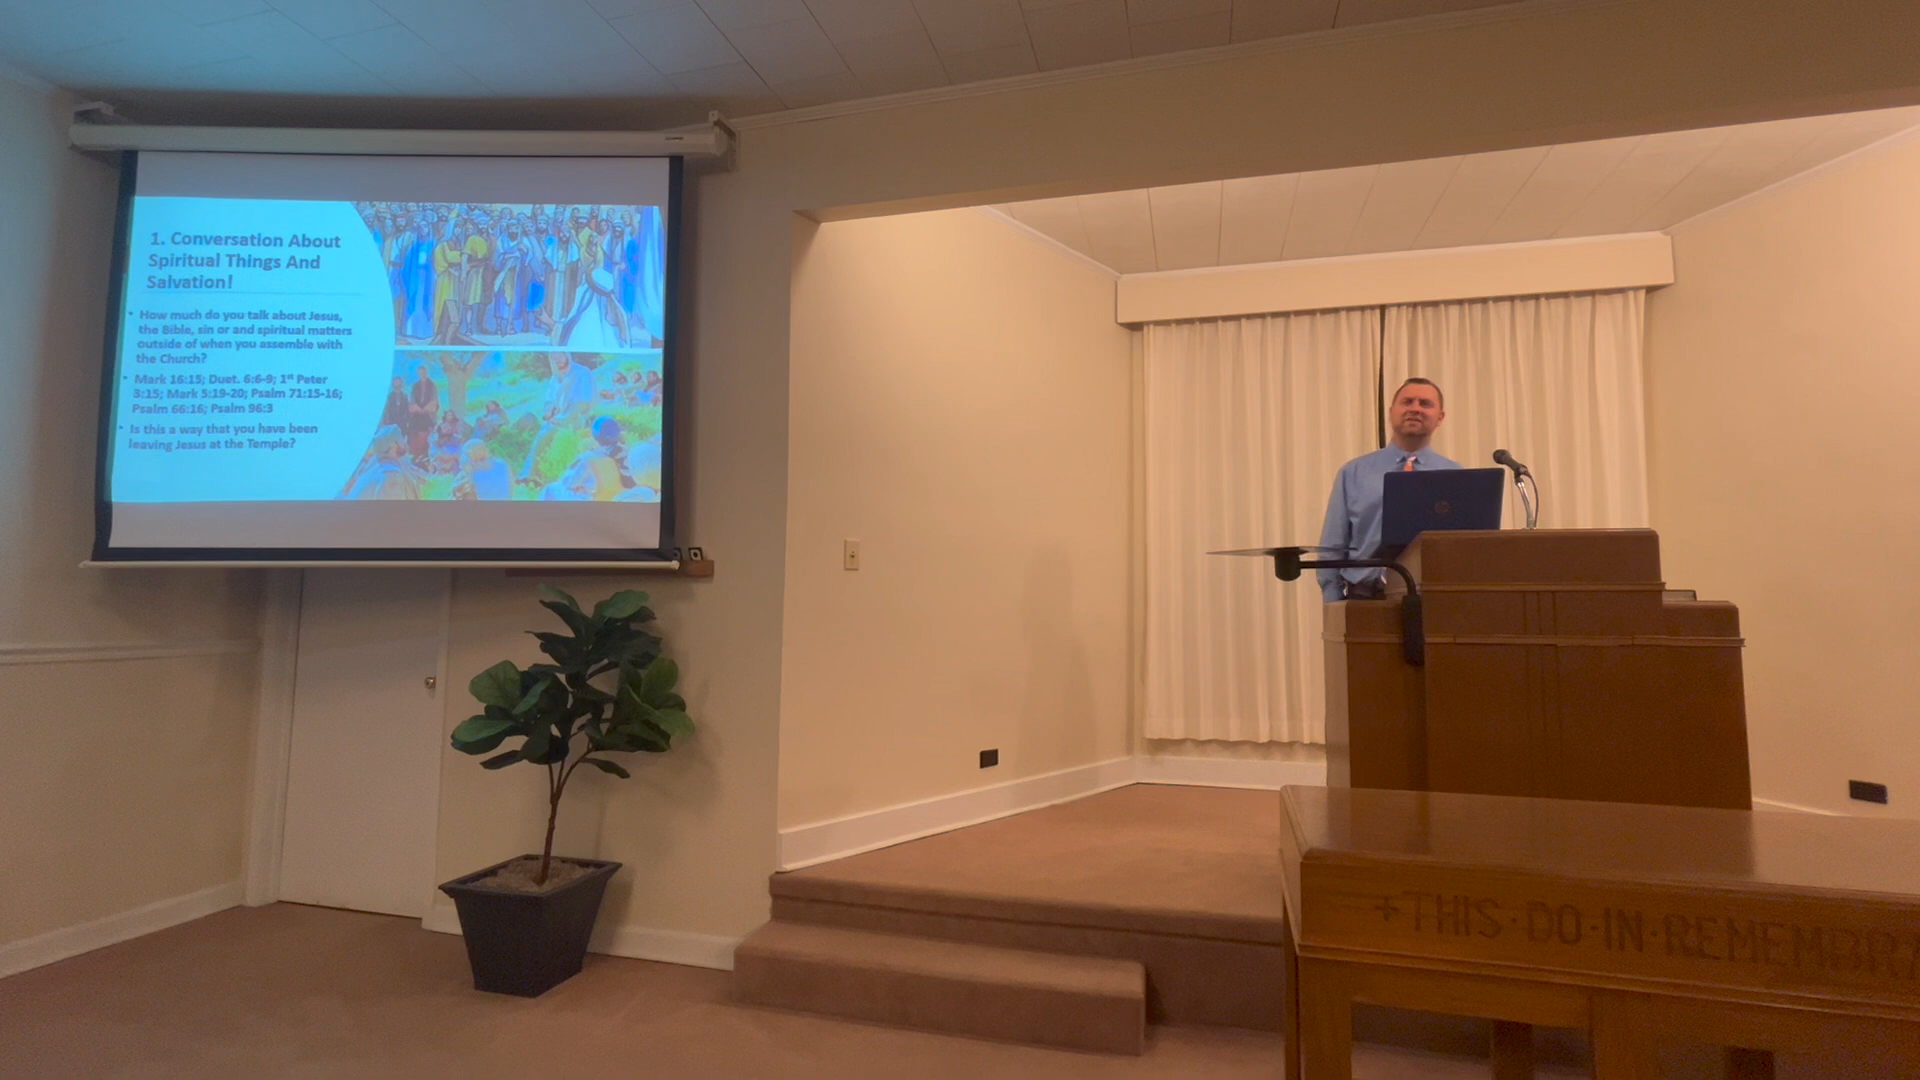 1. Conversation About
Spiritual Things And
Salvation!
• How much do you talk about Jesus,
the Bible, sin or and spiritual matters
outside of when you assemble with
the Church?
• Mark 16:15; Duet. 6:6-9; 1st Peter
3:15; Mark 5:19-20; Psalm 71:15-16;
Psalm 66:16; Psalm 96:3
• Is this a way that you have been
leaving Jesus at the Temple?
+THIS·DO·IN·REMEMBRA